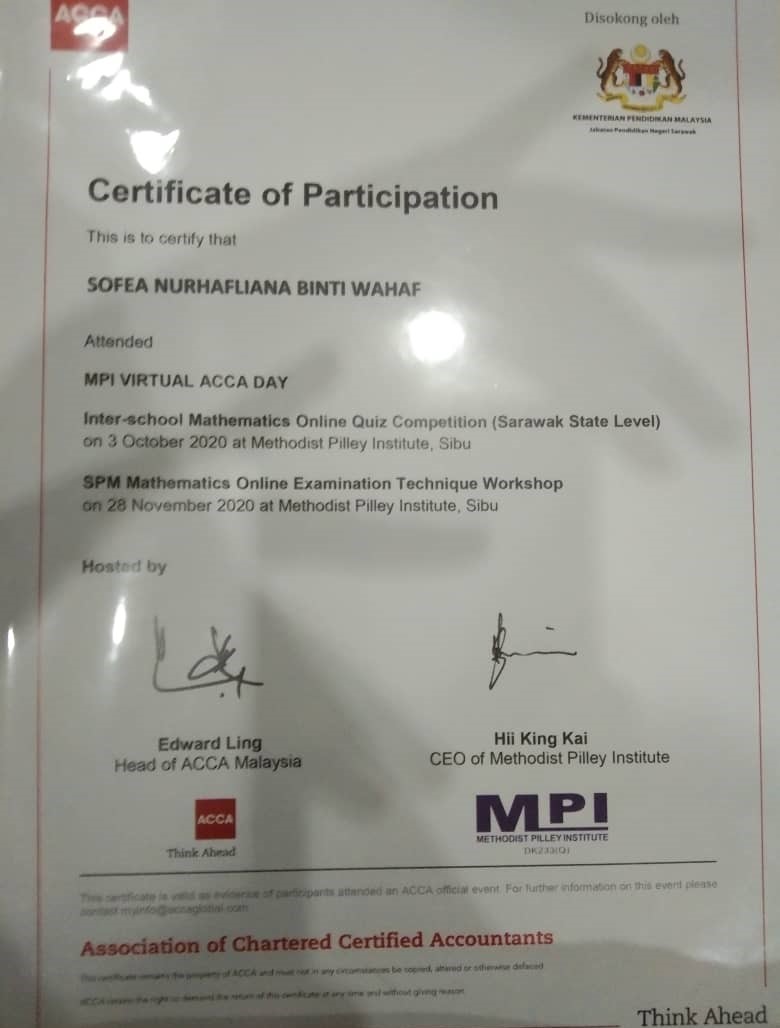 ACCA
Disokong oleh
KEMENTERIAN PENDIDIKAN MALAYSIA
Jabatan Pendidikan Negeri Sarawak
Certificate of Participation
This is to certify that
SOFEA NURHAFLIANA BINTI WAHAF
Attended
MPI VIRTUAL ACCA DAY
Inter-school Mathematics Online Quiz Competition (Sarawak State Level)
on 3 October 2020 at Methodist Pilley Institute, Sibu
SPM Mathematics Online Examination Technique Workshop
on 28 November 2020 at Methodist Pilley Institute, Sibu
Hosted by
Edward Ling
Head of ACCA Malaysia
Hii King Kai
CEO of Methodist Pilley Institute
ACCA
Think Ahead
MPI
METHODIST PILLEY INSTITUTE
DK233(Q)
This certificate is valid as evidence of participants attended an ACCA official event. For further information on this event please
contact myinfo@accaglobal.com
Association of Chartered Certified Accountants
This certificate remains the property of ACCA and must not in any circumstances be copied, altered or otherwise defaced
ACCA retains the right to demand the return of this certificate at any time and without giving reason.
Think Ahead